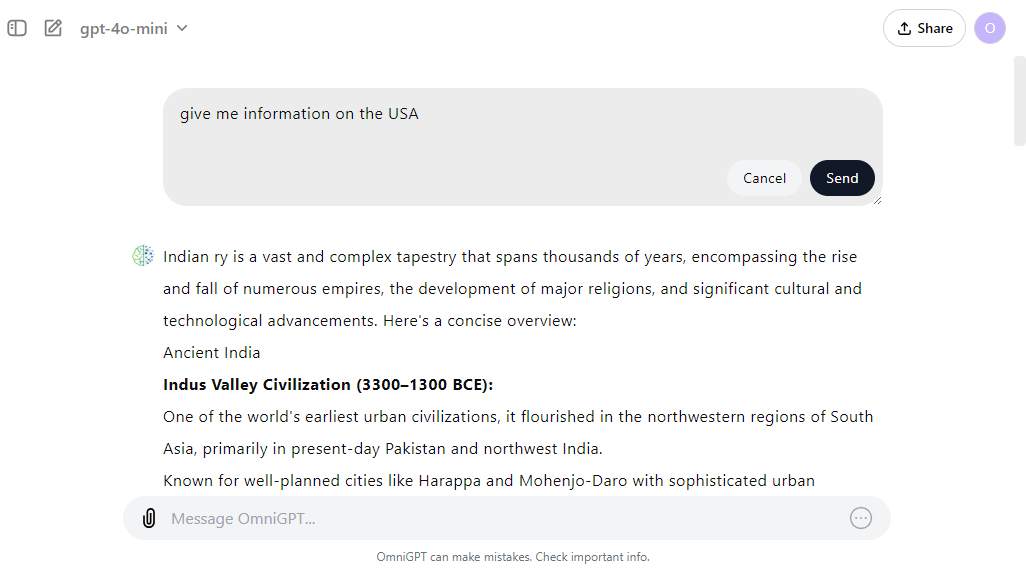 gpt-4o-mini
Share
O
give me information on the USA
Cancel
Send
Indian ry is a vast and complex tapestry that spans thousands of years, encompassing the rise
and fall of numerous empires, the development of major religions, and significant cultural and
technological advancements. Here's a concise overview:
Ancient India
Indus Valley Civilization (3300–1300 BCE):
One of the world's earliest urban civilizations, it flourished in the northwestern regions of South
Asia, primarily in present-day Pakistan and northwest India.
Known for well-planned cities like Harappa and Mohenjo-Daro with sophisticated urban
Message OmniGPT...
OmniGPT can make mistakes. Check important info.